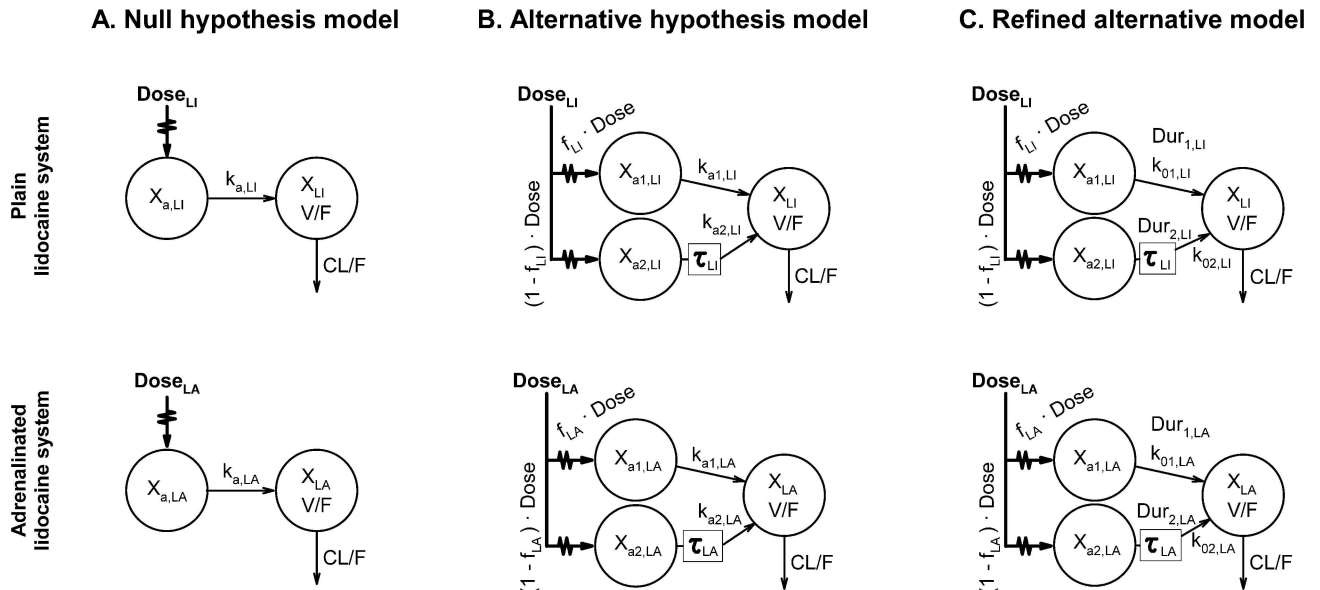 A. Null hypothesis model
B. Alternative hypothesis model
C. Refined alternative model
Plain
lidocaine system
Dose_LI
X_a,LI
k_a,LI
X_LI
V/F
CL/F
Dose_LI
f_LI · Dose
(1 - f_LI) · Dose
X_a1,LI
k_a1,LI
X_a2,LI
τ_LI
k_a2,LI
X_LI
V/F
CL/F
Dose_LI
f_LI · Dose
(1 - f_LI) · Dose
X_a1,LI
Dur_1,LI
k_01,LI
X_a2,LI
Dur_2,LI
τ_LI
k_02,LI
X_LI
V/F
CL/F
Adrenalinated
lidocaine system
Dose_LA
X_a,LA
k_a,LA
X_LA
V/F
CL/F
Dose_LA
f_LA · Dose
(1 - f_LA) · Dose
X_a1,LA
k_a1,LA
X_a2,LA
τ_LA
k_a2,LA
X_LA
V/F
CL/F
Dose_LA
f_LA · Dose
(1 - f_LA) · Dose
X_a1,LA
Dur_1,LA
k_01,LA
X_a2,LA
Dur_2,LA
τ_LA
k_02,LA
X_LA
V/F
CL/F